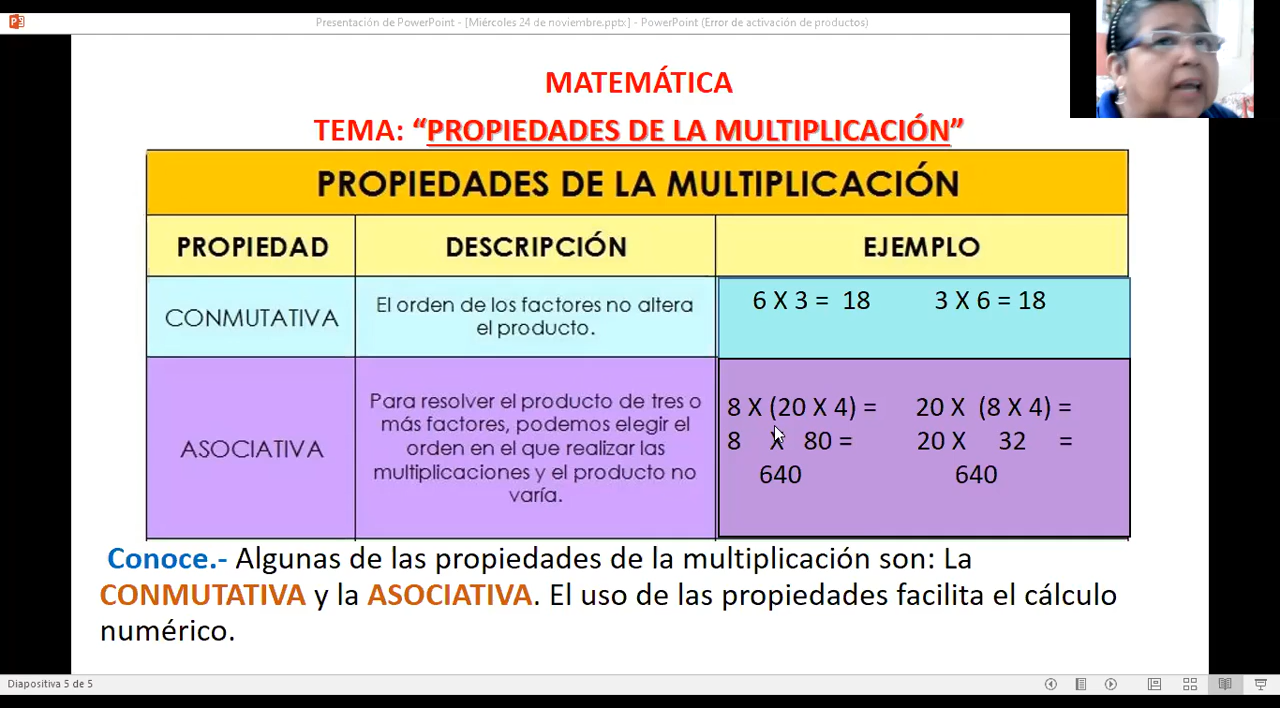 Presentación de PowerPoint - [Miércoles 24 de noviembre.pptx] - PowerPoint (Error de activación de productos)
MATEMÁTICA
TEMA: “PROPIEDADES DE LA MULTIPLICACIÓN”
PROPIEDADES DE LA MULTIPLICACIÓN
PROPIEDAD DESCRIPCIÓN EJEMPLO
CONMUTATIVA
El orden de los factores no altera
el producto.
6 X 3 = 18 3 X 6 = 18
ASOCIATIVA
Para resolver el producto de tres o
más factores, podemos elegir el
orden en el que realizar las
multiplicaciones y el producto no
varía.
8 X (20 X 4) = 20 X (8 X 4) =
8 X 80 = 20 X 32 =
640 640
Conoce.- Algunas de las propiedades de la multiplicación son: La
CONMUTATIVA y la ASOCIATIVA. El uso de las propiedades facilita el cálculo
numérico.
Diapositiva 5 de 5